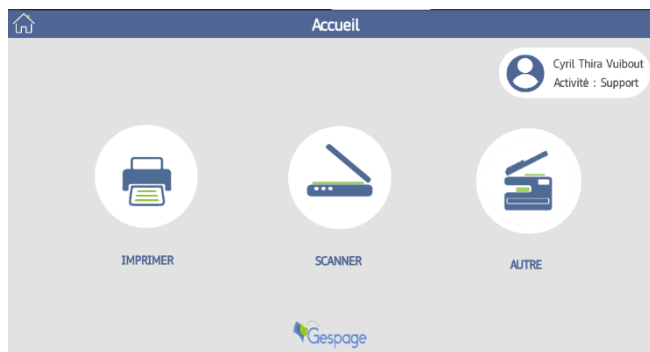 Accueil
Cyril Thira Vuibout
Activité : Support
IMPRIMER
SCANNER
AUTRE
Gespage